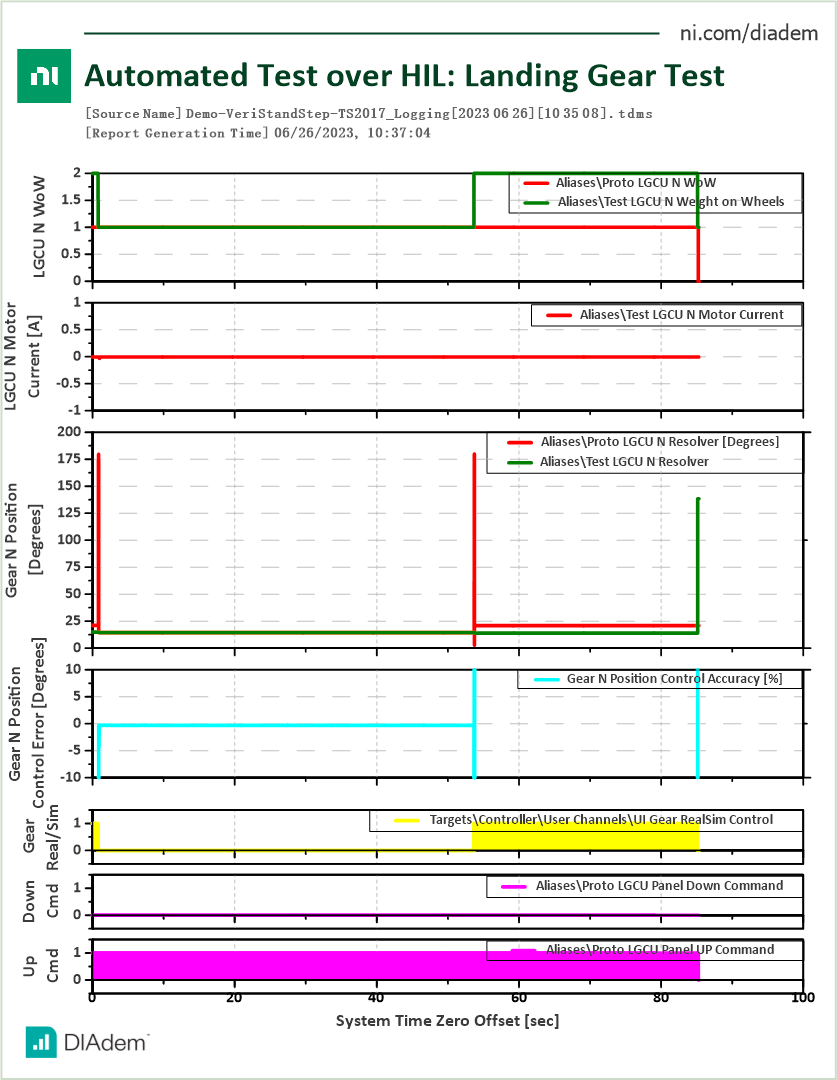 ni.com/diadem
ni
Automated Test over HIL: Landing Gear Test
[Source Name] Demo-VeriStandStep-TS2017_Logging[2023 06 26][10 35 08].tdms
[Report Generation Time] 06/26/2023, 10:37:04
LGCU N WoW
2
1.5
1
0.5
0
Aliases\Proto LGCU N WoW
Aliases\Test LGCU N Weight on Wheels
LGCU N Motor
Current [A]
1
0.5
0
-0.5
-1
Aliases\Test LGCU N Motor Current
Gear N Position
[Degrees]
200
175
150
125
100
75
50
25
0
Aliases\Proto LGCU N Resolver [Degrees]
Aliases\Test LGCU N Resolver
Gear N Position
Control Error [Degrees]
10
5
0
-5
-10
Gear N Position Control Accuracy [%]
Gear
Real/Sim
1
0
Targets\Controller\User Channels\UI Gear RealSim Control
Down
Cmd
1
0
Aliases\Proto LGCU Panel Down Command
Up
Cmd
1
0
Aliases\Proto LGCU Panel UP Command
0 20 40 60 80 100
System Time Zero Offset [sec]
DIAdem™